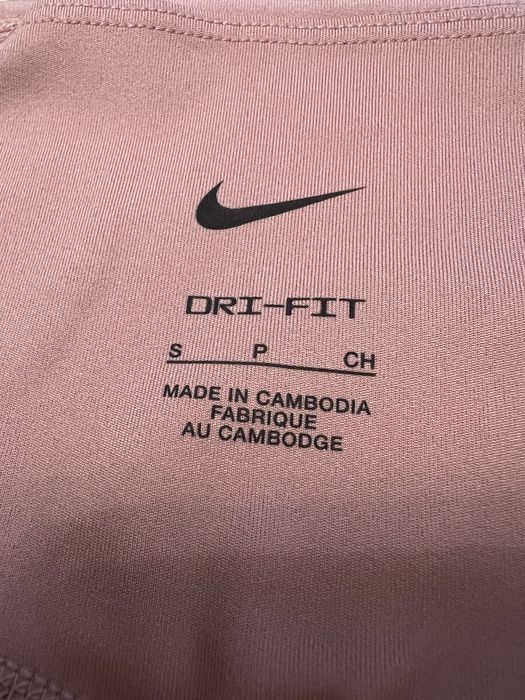 DRI-FIT
S P CH
MADE IN CAMBODIA
FABRIQUE
AU CAMBODGE